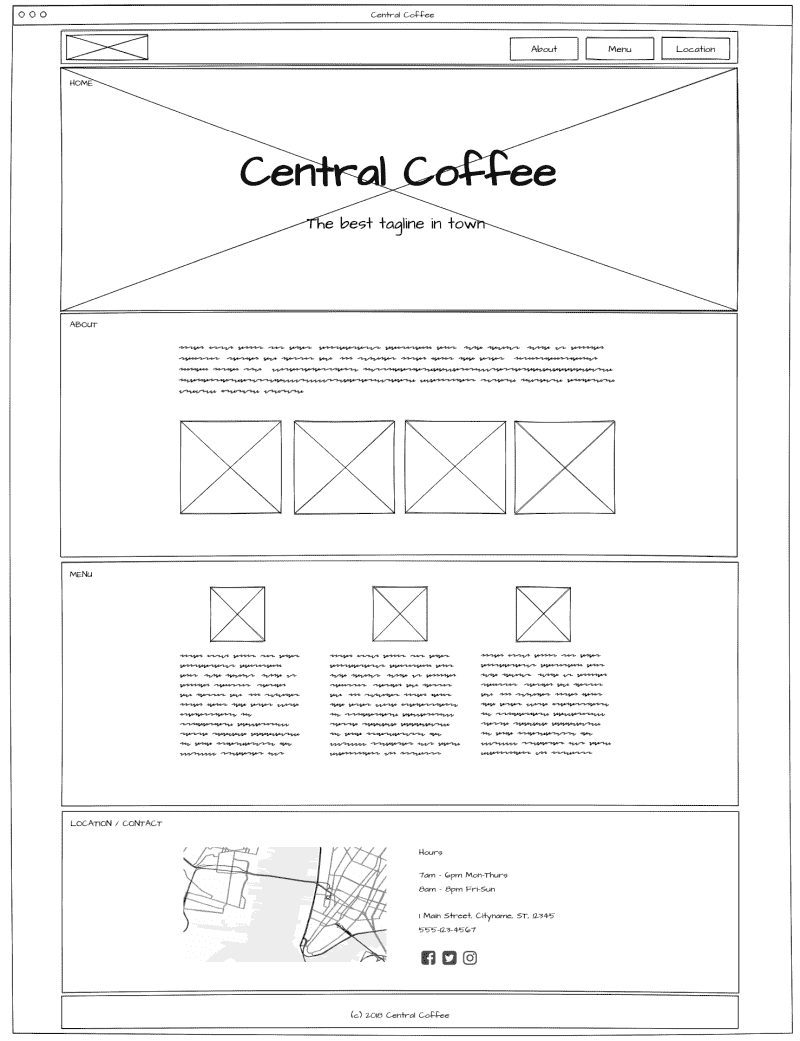 Central Coffee
About Menu Location
HOME
Central Coffee
The best tagline in town
ABOUT
MENU
LOCATION / CONTACT
Hours
7am - 6pm Mon-Thurs
8am - 8pm Fri-Sun
1 Main Street, Cityname, ST, 12345
555-123-4567
(c) 2018 Central Coffee